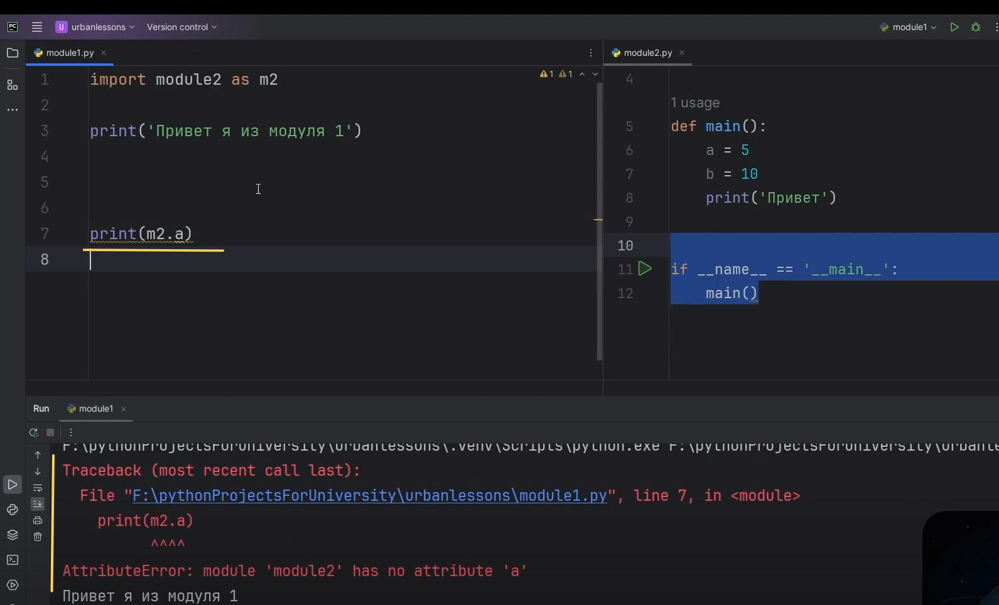 PC
U urbanlessons Version control
module1
module1.py
1 import module2 as m2
2
3 print('Привет я из модуля 1')
4
5
6
7 print(m2.a)
8
1 1
module2.py
4
1 usage
5 def main():
6 a = 5
7 b = 10
8 print('Привет')
9
10
11 if __name__ == '__main__':
12 main()
Run module1
F:\pythonProjectsForUniversity\urbanlessons\.venv\Scripts\python.exe F:\pythonProjectsForUniversity\urbanle
Traceback (most recent call last):
File "F:\pythonProjectsForUniversity\urbanlessons\module1.py", line 7, in <module>
print(m2.a)
^^^^
AttributeError: module 'module2' has no attribute 'a'
Привет я из модуля 1